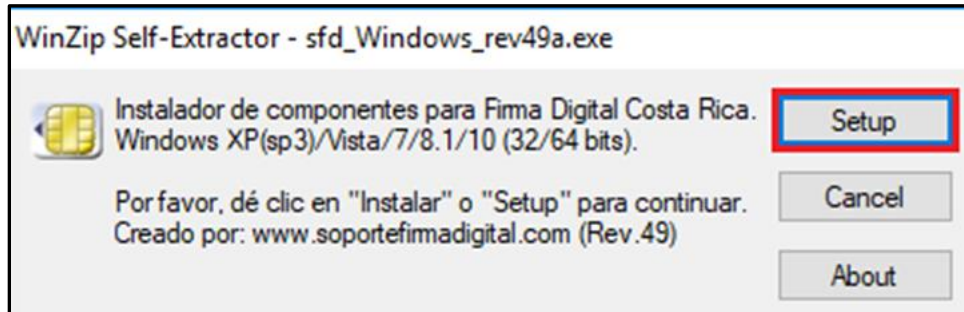 WinZip Self-Extractor - sfd_Windows_rev49a.exe
Instalador de componentes para Firma Digital Costa Rica.
Windows XP(sp3)/Vista/7/8.1/10 (32/64 bits).
Por favor, dé clic en "Instalar" o "Setup" para continuar.
Creado por: www.soportefirmadigital.com (Rev.49)
Setup
Cancel
About